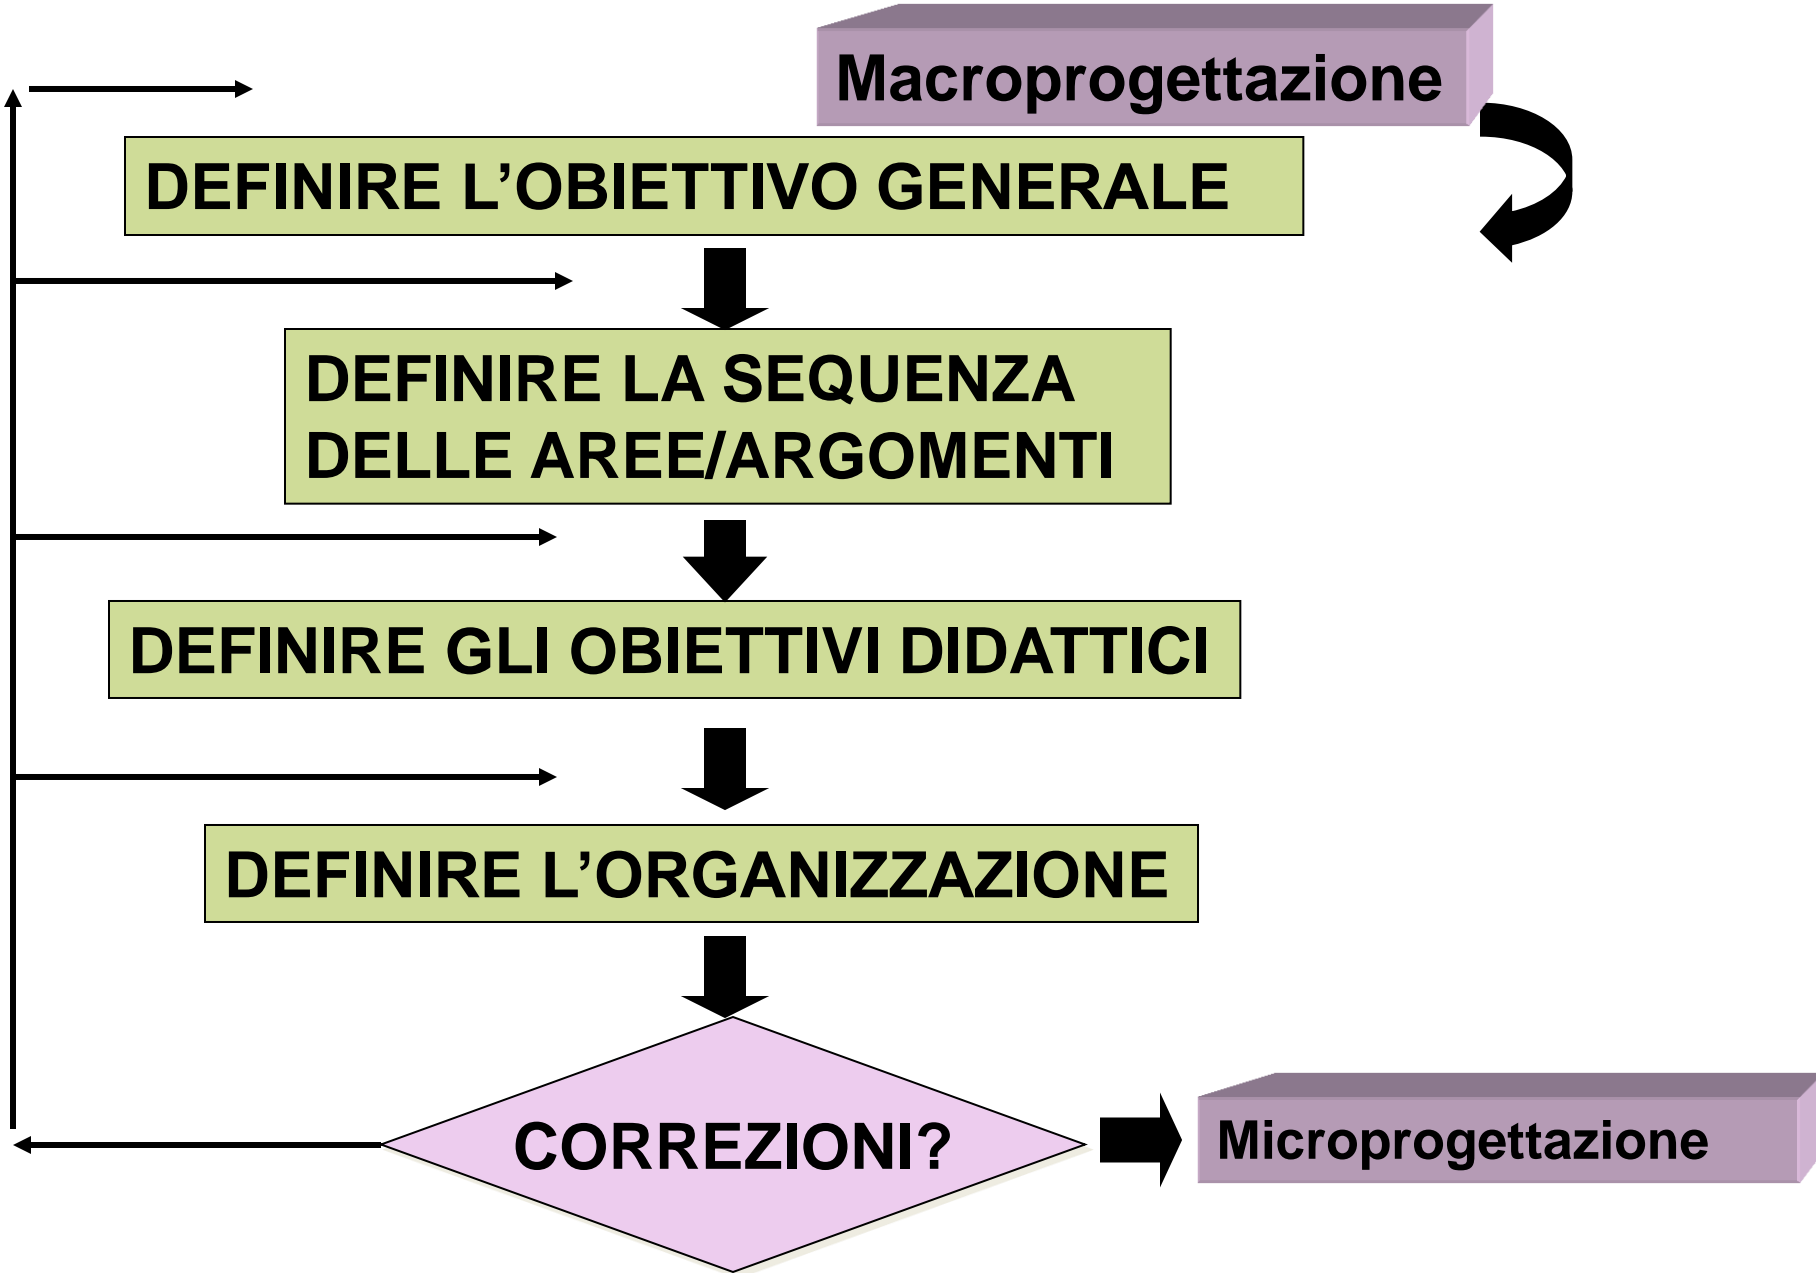 Macroprogettazione
DEFINIRE L’OBIETTIVO GENERALE
DEFINIRE LA SEQUENZA
DELLE AREE/ARGOMENTI
DEFINIRE GLI OBIETTIVI DIDATTICI
DEFINIRE L’ORGANIZZAZIONE
CORREZIONI?
Microprogettazione